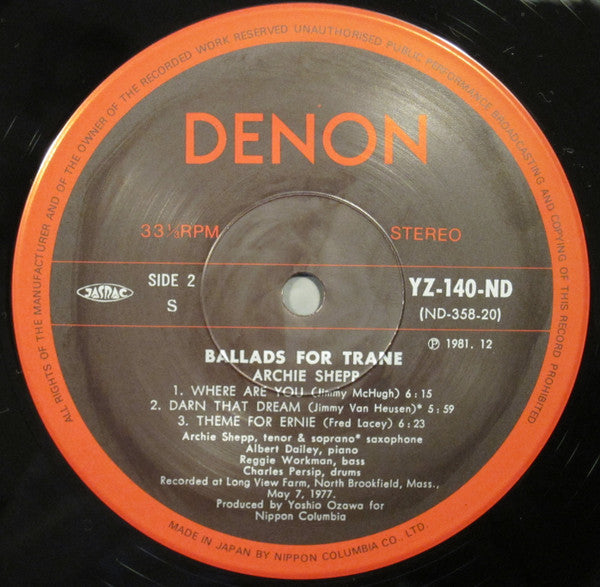 ALL RIGHTS OF THE MANUFACTURER AND OF THE OWNER OF THE RECORDED WORK RESERVED UNAUTHORISED PUBLIC PERFORMANCE BROADCASTING AND COPYING OF THIS RECORD PROHIBITED
DENON
33⅓RPM STEREO
JASRAC
SIDE 2
S
YZ-140-ND
(ND-358-20)
℗ 1981. 12
BALLADS FOR TRANE
ARCHIE SHEPP
1. WHERE ARE YOU (Jimmy McHugh) 6:15
2. DARN THAT DREAM (Jimmy Van Heusen)* 5:59
3. THEME FOR ERNIE (Fred Lacey) 6:23
Archie Shepp, tenor & soprano* saxophone
Albert Dailey, piano
Reggie Workman, bass
Charles Persip, drums
Recorded at Long View Farm, North Brookfield, Mass.,
May 7, 1977.
Produced by Yoshio Ozawa for
Nippon Columbia
MADE IN JAPAN BY NIPPON COLUMBIA CO., LTD.